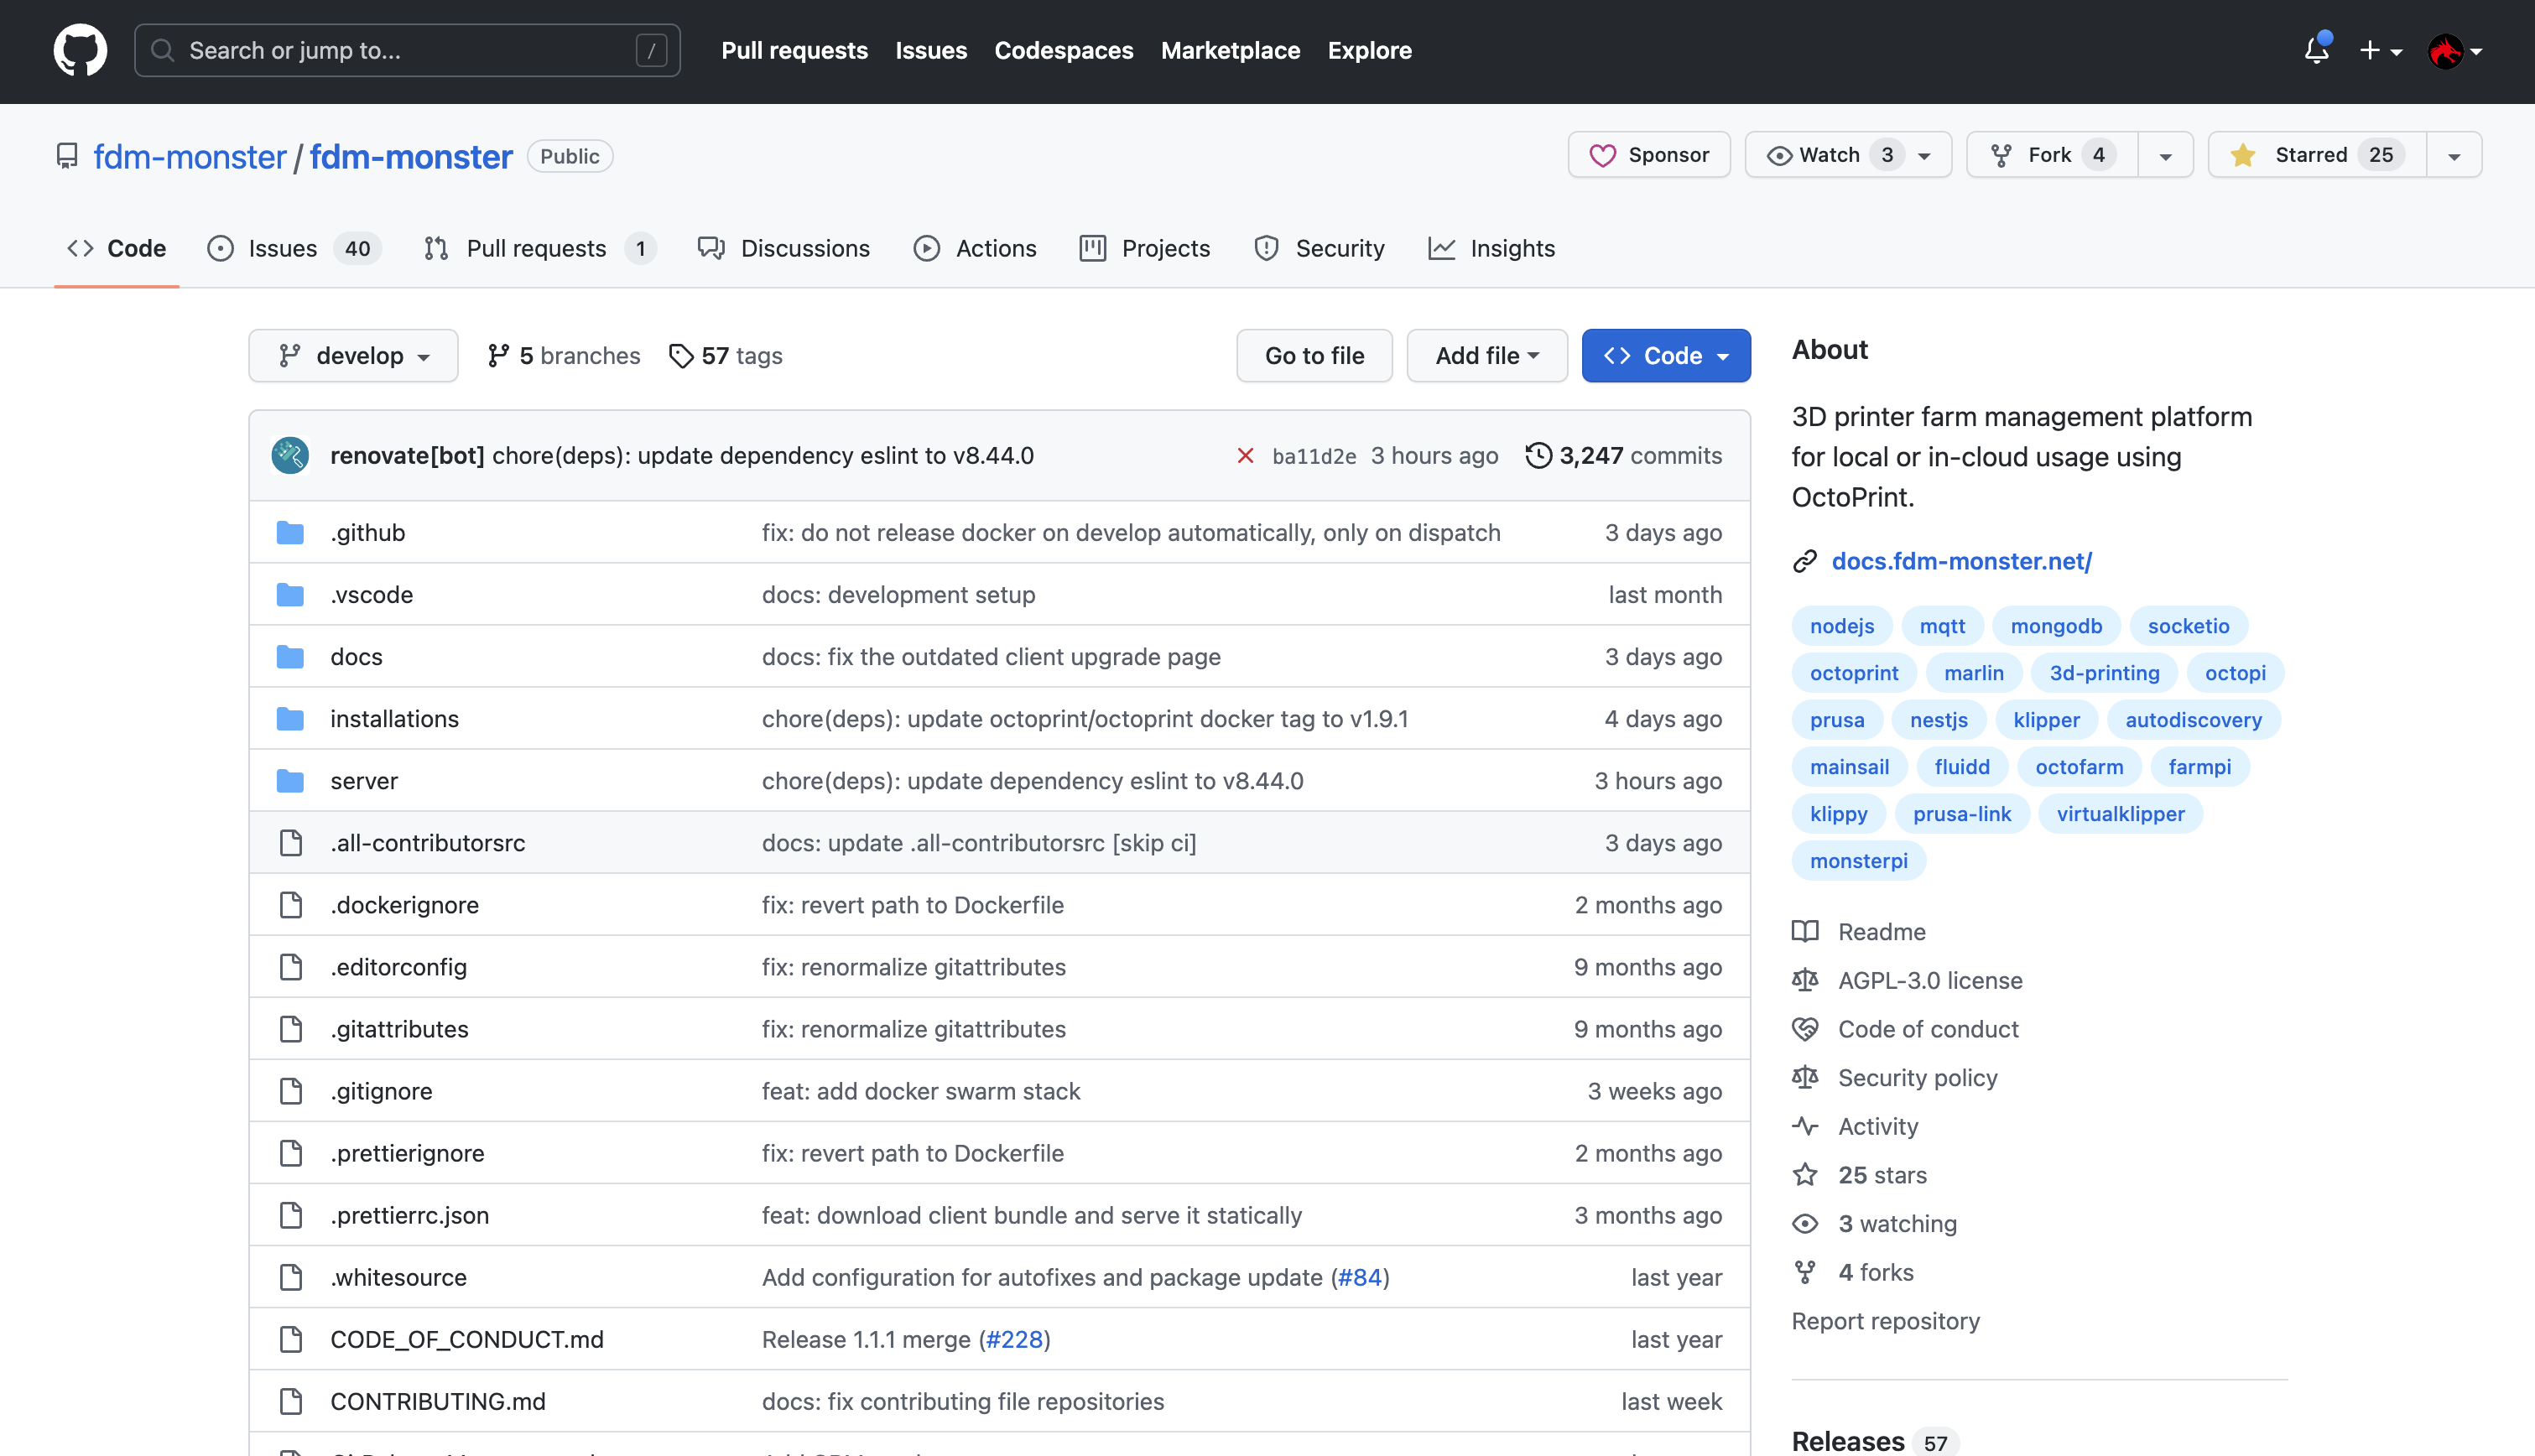 Search or jump to... /
Pull requests Issues Codespaces Marketplace Explore
fdm-monster / fdm-monster Public
Sponsor Watch 3 Fork 4 Starred 25
Code Issues 40 Pull requests 1 Discussions Actions Projects Security Insights
develop 5 branches 57 tags Go to file Add file Code
renovate[bot] chore(deps): update dependency eslint to v8.44.0 ba11d2e 3 hours ago 3,247 commits
.github fix: do not release docker on develop automatically, only on dispatch 3 days ago
.vscode docs: development setup last month
docs docs: fix the outdated client upgrade page 3 days ago
installations chore(deps): update octoprint/octoprint docker tag to v1.9.1 4 days ago
server chore(deps): update dependency eslint to v8.44.0 3 hours ago
.all-contributorsrc docs: update .all-contributorsrc [skip ci] 3 days ago
.dockerignore fix: revert path to Dockerfile 2 months ago
.editorconfig fix: renormalize gitattributes 9 months ago
.gitattributes fix: renormalize gitattributes 9 months ago
.gitignore feat: add docker swarm stack 3 weeks ago
.prettierignore fix: revert path to Dockerfile 2 months ago
.prettierrc.json feat: download client bundle and serve it statically 3 months ago
.whitesource Add configuration for autofixes and package update (#84) last year
CODE_OF_CONDUCT.md Release 1.1.1 merge (#228) last year
CONTRIBUTING.md docs: fix contributing file repositories last week
About
3D printer farm management platform
for local or in-cloud usage using
OctoPrint.
docs.fdm-monster.net/
nodejs mqtt mongodb socketio
octoprint marlin 3d-printing octopi
prusa nestjs klipper autodiscovery
mainsail fluidd octofarm farmpi
klippy prusa-link virtualklipper
monsterpi
Readme
AGPL-3.0 license
Code of conduct
Security policy
Activity
25 stars
3 watching
4 forks
Report repository
Releases 57